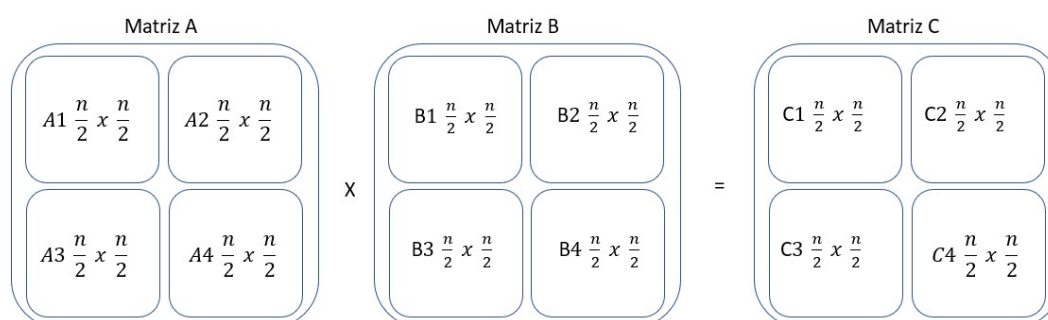 Matriz A Matriz B Matriz C
A1 n/2 x n/2 A2 n/2 x n/2 B1 n/2 x n/2 B2 n/2 x n/2 C1 n/2 x n/2 C2 n/2 x n/2
X =
A3 n/2 x n/2 A4 n/2 x n/2 B3 n/2 x n/2 B4 n/2 x n/2 C3 n/2 x n/2 C4 n/2 x n/2